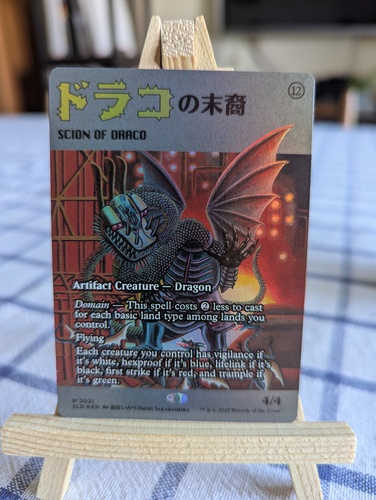 ドラコの末裔
12
SCION OF DRACO
Artifact Creature — Dragon
Domain — This spell costs 2 less to cast
for each basic land type among lands you
control.
Flying
Each creature you control has vigilance if
it's white, hexproof if it's blue, lifelink if it's
black, first strike if it's red, and trample if
it's green.
4/4